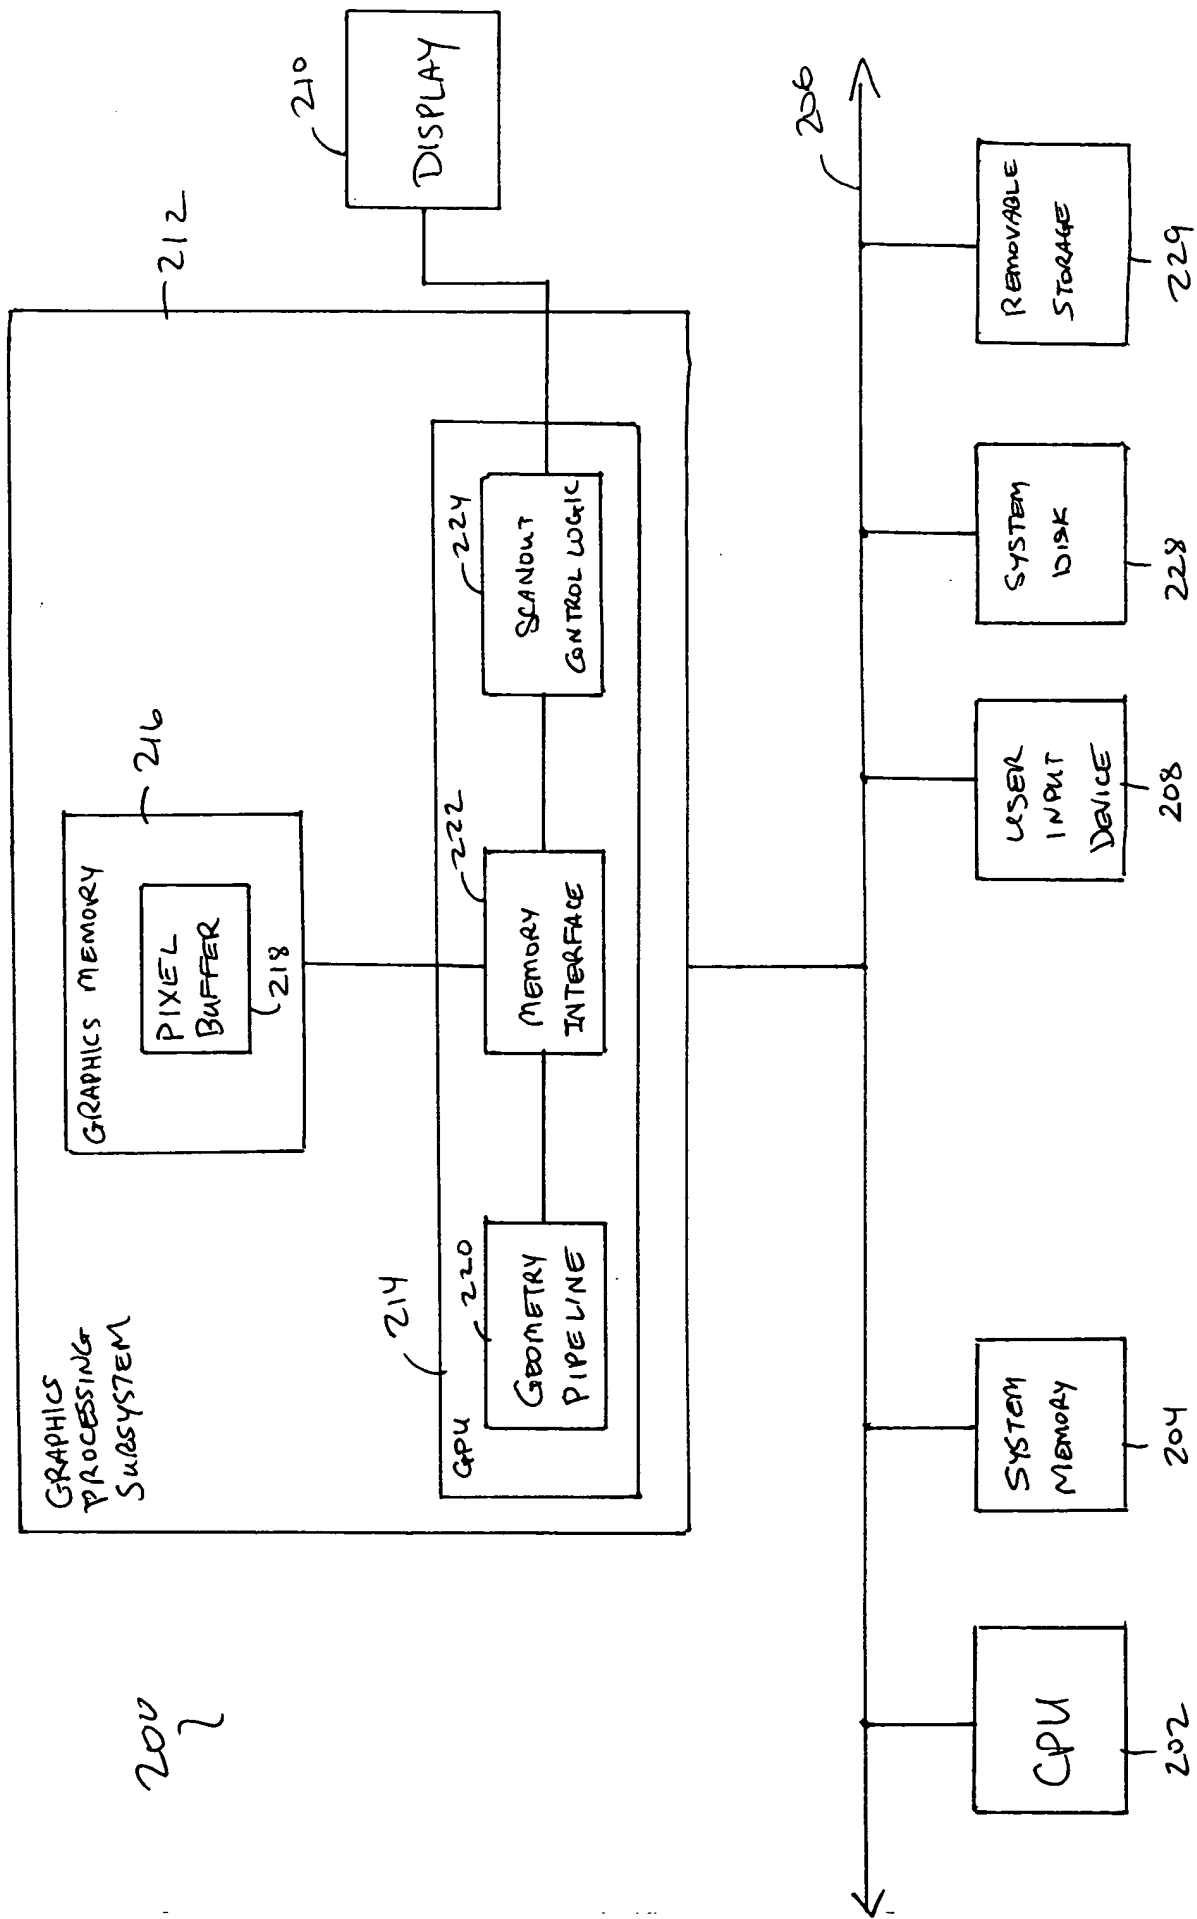 200
GRAPHICS
PROCESSING
SUBSYSTEM
212
GRAPHICS MEMORY
216
PIXEL
BUFFER
218
214
GPU
220
GEOMETRY
PIPELINE
222
MEMORY
INTERFACE
224
SCANOUT
CONTROL LOGIC
210
DISPLAY
206
CPU
202
SYSTEM
MEMORY
204
USER
INPUT
DEVICE
208
SYSTEM
DISK
228
REMOVABLE
STORAGE
229